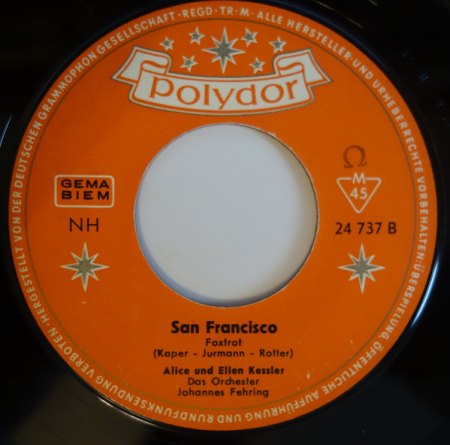 HERGESTELLT VON DER DEUTSCHEN GRAMMOPHON GESELLSCHAFT · REGD · TR · M · ALLE HERSTELLER- UND URHEBERRECHTE VORBEHALTEN · ÜBERSPIELUNG ÖFFENTLICHE AUFFÜHRUNG UND RUNDFUNKSENDUNG VERBOTEN
Polydor
Ω
GEMA
BIEM
M
45
NH
24 737 B
San Francisco
Foxtrot
(Kaper - Jurmann - Rotter)
Alice und Ellen Kessler
Das Orchester
Johannes Fehring